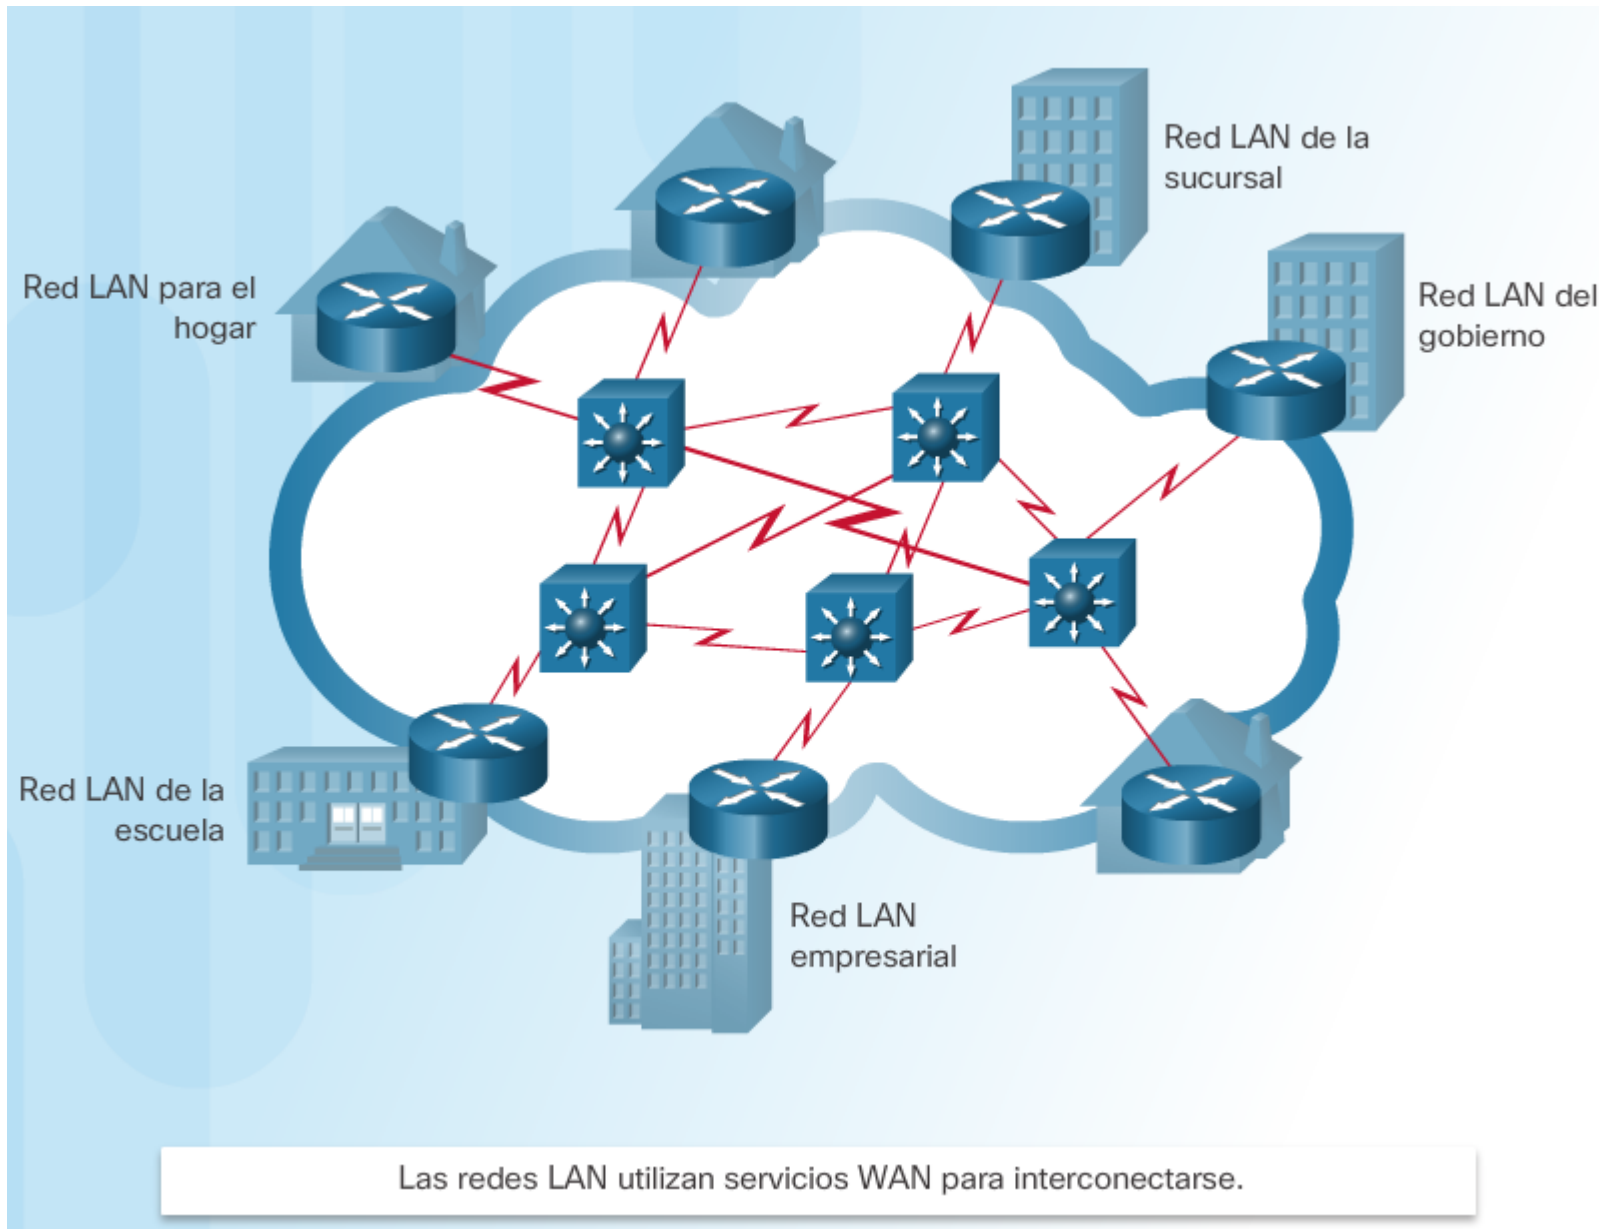 Red LAN de la
sucursal
Red LAN para el
hogar
Red LAN del
gobierno
Red LAN de la
escuela
Red LAN
empresarial
Las redes LAN utilizan servicios WAN para interconectarse.